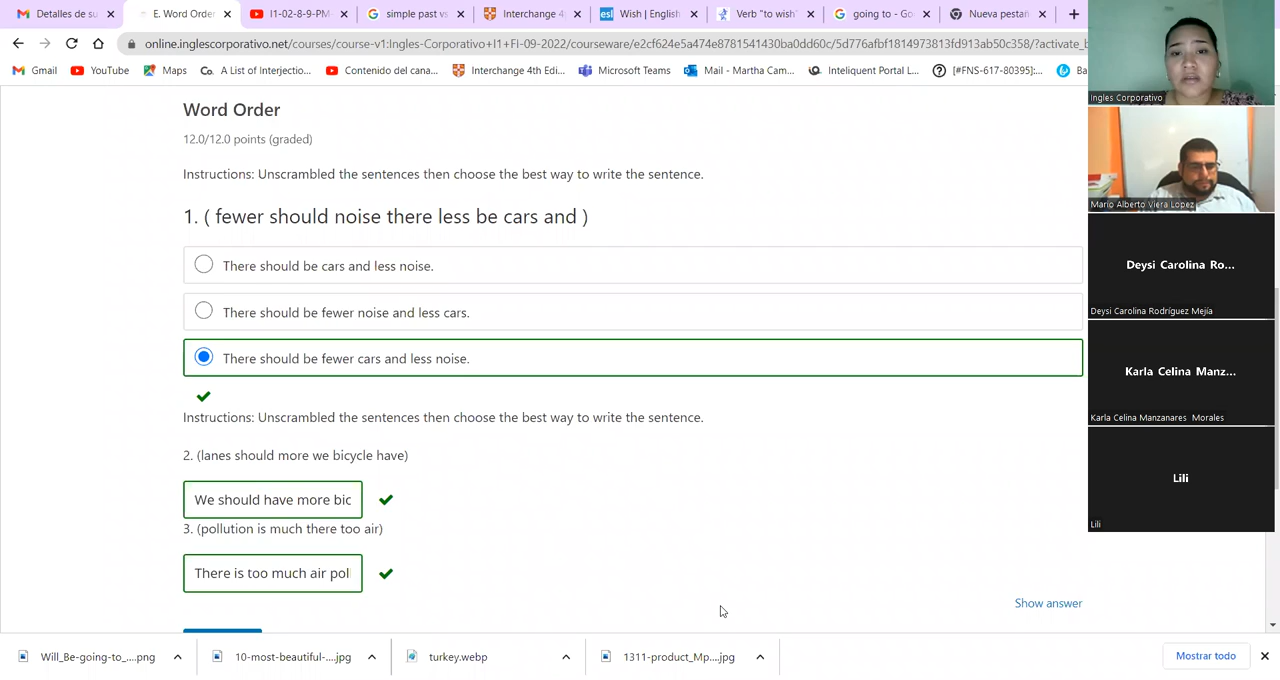 Detalles de su
E. Word Order
I1-02-8-9-PM-
simple past vs
Interchange 4
Wish | English
Verb "to wish"
going to - Go
Nueva pestañ
online.inglescorporativo.net/courses/course-v1:Ingles-Corporativo+I1+FI-09-2022/courseware/e2cf624e5a474e8781541430ba0dd60c/5d776afbf1814973813fd913ab50c358/?activate_b
Gmail
YouTube
Maps
A List of Interjectio...
Contenido del cana...
Interchange 4th Edi...
Microsoft Teams
Mail - Martha Cam...
Inteliquent Portal L...
[#FNS-617-80395]:...
Ba
Word Order
12.0/12.0 points (graded)
Instructions: Unscrambled the sentences then choose the best way to write the sentence.
1. ( fewer should noise there less be cars and )
There should be cars and less noise.
There should be fewer noise and less cars.
There should be fewer cars and less noise.
Instructions: Unscrambled the sentences then choose the best way to write the sentence.
2. (lanes should more we bicycle have)
We should have more bic
3. (pollution is much there too air)
There is too much air pol
Show answer
Ingles Corporativo
Mario Alberto Viera Lopez
Deysi Carolina Ro...
Deysi Carolina Rodríguez Mejía
Karla Celina Manz...
Karla Celina Manzanares Morales
Lili
Lili
Will_Be-going-to_....png
10-most-beautiful-....jpg
turkey.webp
1311-product_Mp....jpg
Mostrar todo